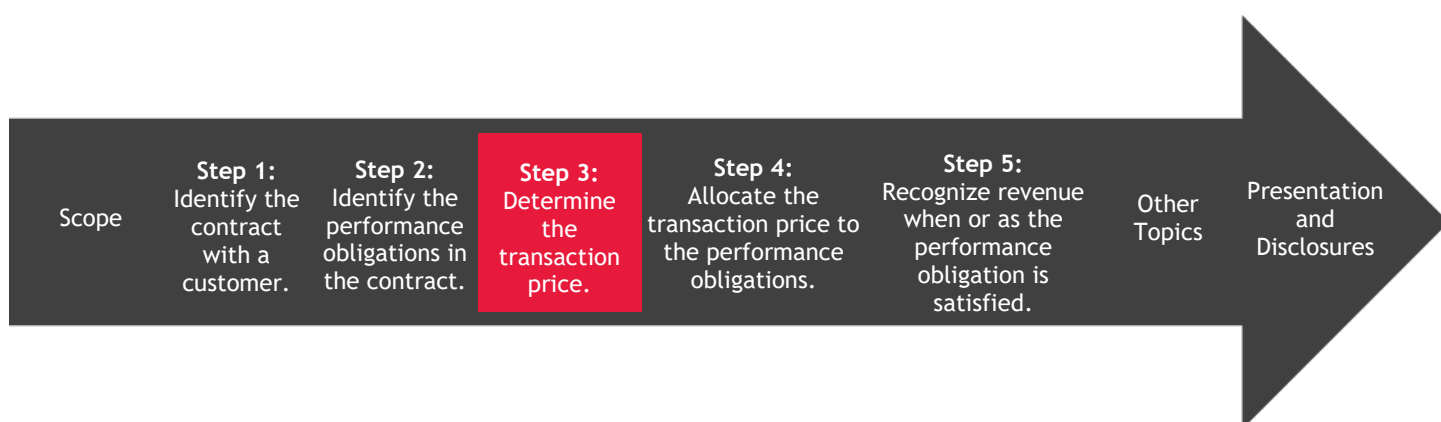 Scope
Step 1:
Identify the
contract
with a
customer.
Step 2:
Identify the
performance
obligations in
the contract.
Step 3:
Determine
the
transaction
price.
Step 4:
Allocate the
transaction price to
the performance
obligations.
Step 5:
Recognize revenue
when or as the
performance
obligation is
satisfied.
Other
Topics
Presentation
and
Disclosures